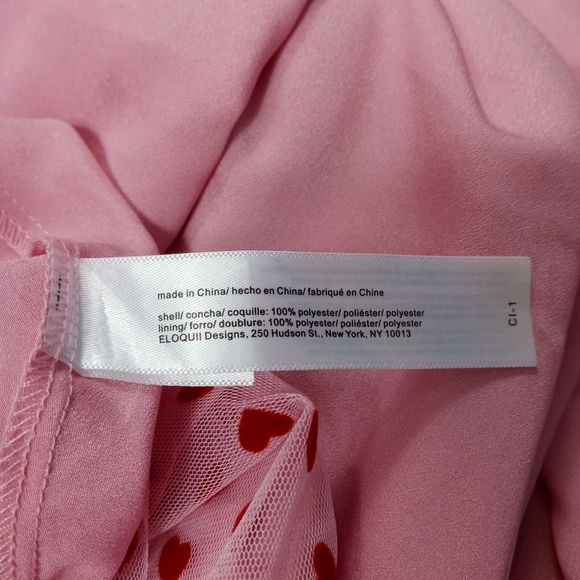 made in China/ hecho en China/ fabriqué en Chine
shell/ concha/ coquille: 100% polyester/ poliéster/ polyester
lining/ forro/ doublure: 100% polyester/ poliéster/ polyester
ELOQUII Designs, 250 Hudson St., New York, NY 10013
CI-1